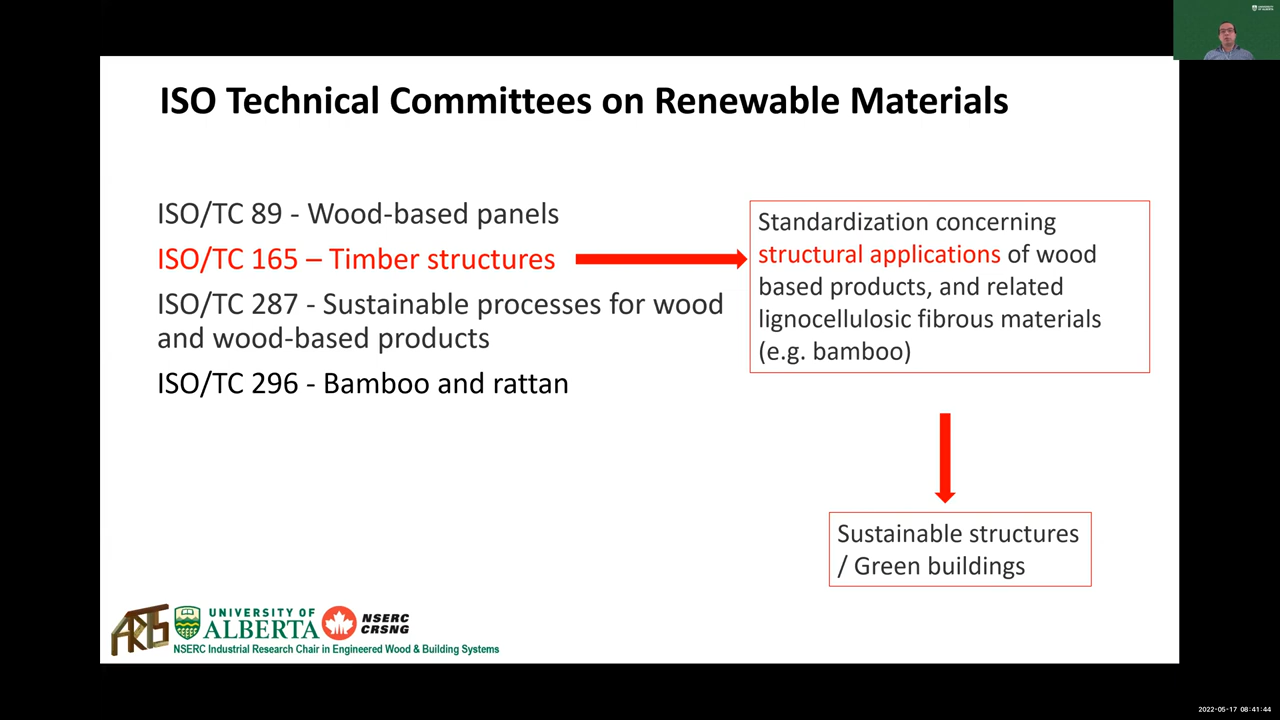 ISO Technical Committees on Renewable Materials
ISO/TC 89 - Wood-based panels
ISO/TC 165 – Timber structures
ISO/TC 287 - Sustainable processes for wood
and wood-based products
ISO/TC 296 - Bamboo and rattan
Standardization concerning
structural applications of wood
based products, and related
lignocellulosic fibrous materials
(e.g. bamboo)
Sustainable structures
/ Green buildings
UNIVERSITY OF
ALBERTA
NSERC
CRSNG
NSERC Industrial Research Chair in Engineered Wood & Building Systems
UNIVERSITY
OF ALBERTA
2022-05-17 08:41:44